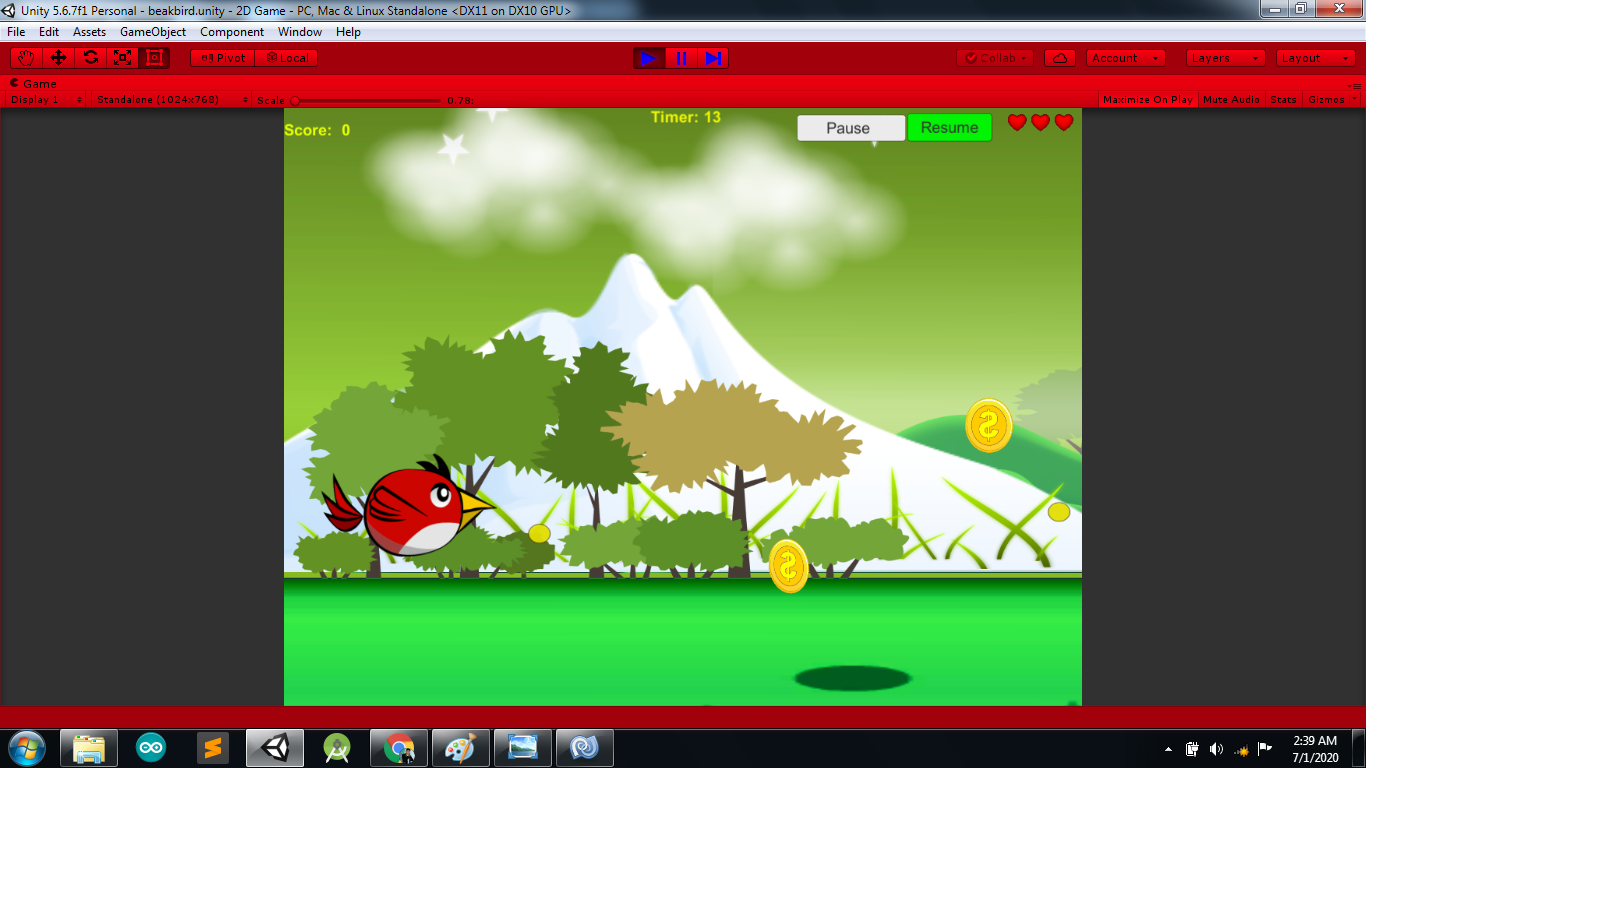 Unity 5.6.7f1 Personal - beakbird.unity - 2D Game - PC, Mac & Linux Standalone <DX11 on DX10 GPU>
File Edit Assets GameObject Component Window Help
Pivot Local Collab Account Layers Layout
Game
Display 1 Standalone (1024x768) Scale 0.78: Maximize On Play Mute Audio Stats Gizmos
Score: 0 Timer: 13 Pause Resume
$
$
2:39 AM
7/1/2020